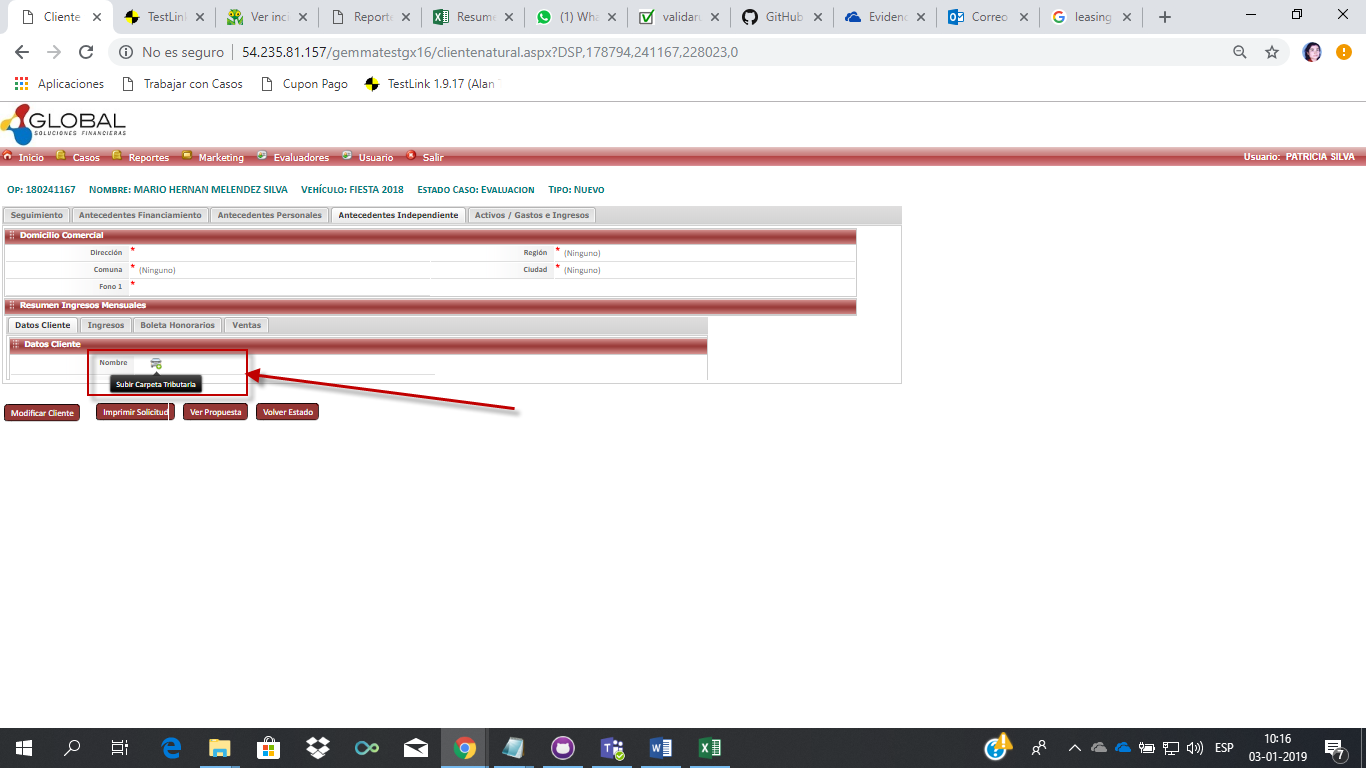 Cliente
TestLink
Ver inci
Reporte
Resume
(1) Wha
validaru
GitHub
Evidenc
Correo
leasing
No es seguro
54.235.81.157/gemmatestgx16/clientenatural.aspx?DSP,178794,241167,228023,0
Aplicaciones
Trabajar con Casos
Cupon Pago
TestLink 1.9.17 (Alan
GLOBAL
SOLUCIONES FINANCIERAS
Inicio
Casos
Reportes
Marketing
Evaluadores
Usuario
Salir
Usuario: PATRICIA SILVA
OP: 180241167 NOMBRE: MARIO HERNAN MELENDEZ SILVA VEHÍCULO: FIESTA 2018 ESTADO CASO: EVALUACION TIPO: NUEVO
Seguimiento
Antecedentes Financiamiento
Antecedentes Personales
Antecedentes Independiente
Activos / Gastos e Ingresos
Domicilio Comercial
Dirección *
Región * (Ninguno)
Comuna * (Ninguno)
Ciudad * (Ninguno)
Fono 1 *
Resumen Ingresos Mensuales
Datos Cliente
Ingresos
Boleta Honorarios
Ventas
Datos Cliente
Nombre
Subir Carpeta Tributaria
Modificar Cliente
Imprimir Solicitud
Ver Propuesta
Volver Estado
ESP
10:16
03-01-2019
7